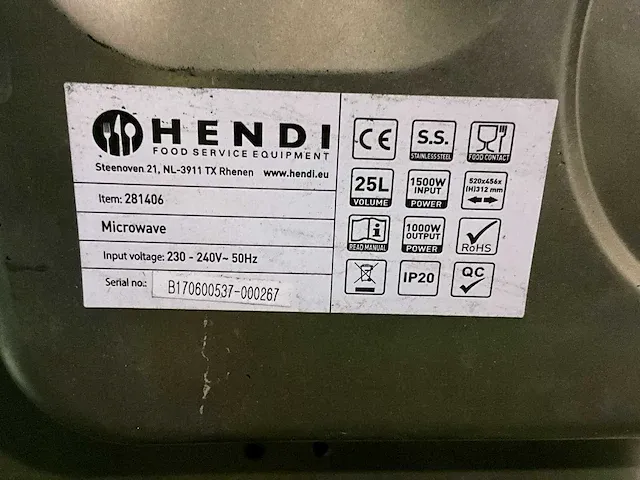 HENDI
FOOD SERVICE EQUIPMENT
Steenoven 21, NL-3911 TX Rhenen www.hendi.eu
Item: 281406
Microwave
Input voltage: 230 - 240V~ 50Hz
Serial no.: B170600537-000267
CE
S.S.
STAINLESS STEEL
FOOD CONTACT
25L
VOLUME
1500W
INPUT
POWER
520x456x
(H)312 mm
i
READ MANUAL
1000W
OUTPUT
POWER
RoHS
IP20
QC